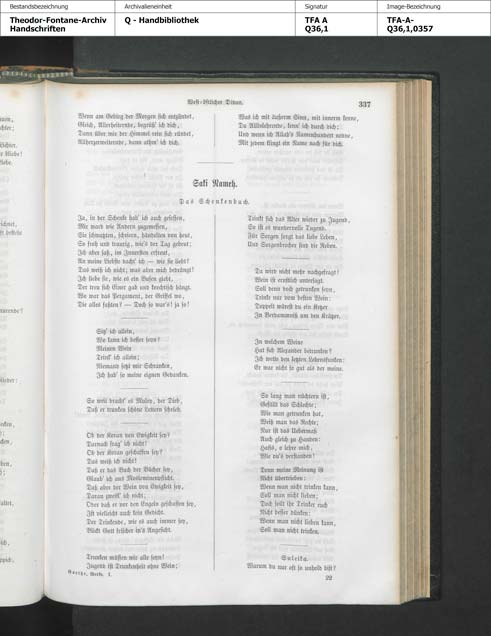 Bestandsbezeichnung
Archivalieneinheit
Signatur
Image-Bezeichnung
Theodor-Fontane-Archiv
Handschriften
Q - Handbibliothek
TFA A
Q36,1
TFA-A-
Q36,1,0357
West-östlicher Divan.
337
Wenn am Gebirg der Morgen sich entzündet,
Gleich, Allerheiternde, begrüß' ich dich,
Dann über mir der Himmel rein sich ründet,
Allherzerweiternde, dann athm' ich dich.
Was ich mit äußerm Sinn, mit innerm kenne,
Du Allbelehrende, kenn' ich durch dich;
Und wenn ich Allah's Namenhundert nenne,
Mit jedem klingt ein Name nach für dich.
Saki Nameh.
Das Schenkenbuch.
Ja, in der Schenke hab' ich auch gesessen,
Mir ward wie Andern zugemessen,
Sie schwatzten, schrieen, händelten von heut,
So froh und traurig, wie's der Tag gebeut;
Ich aber saß, im Innersten erfreut,
An meine Liebste dacht' ich — wie sie liebt?
Das weiß ich nicht; was aber mich bedrängt!
Ich liebe sie, wie es ein Busen giebt,
Der treu sich Einer gab und knechtisch hängt.
Wo war das Pergament, der Griffel wo,
Die alles faßten? — Doch so war's! ja so!
Sitz' ich allein,
Wo kann ich besser seyn?
Meinen Wein
Trink' ich allein;
Niemand setzt mir Schranken,
Ich hab' so meine eignen Gedanken.
So weit bracht' es Muley, der Dieb,
Daß er trunken schöne Lettern schrieb.
Ob der Koran von Ewigkeit sey?
Darnach frag' ich nicht!
Ob der Koran geschaffen sey?
Das weiß ich nicht!
Daß er das Buch der Bücher sey,
Glaub' ich aus Mosleminenpflicht.
Daß aber der Wein von Ewigkeit sey,
Daran zweifl' ich nicht;
Oder daß er vor den Engeln geschaffen sey,
Ist vielleicht auch kein Gedicht.
Der Trinkende, wie es auch immer sey,
Blickt Gott frischer in's Angesicht.
Trunken müssen wir alle seyn!
Jugend ist Trunkenheit ohne Wein;
Goethe, Werke. I.
Trinkt sich das Alter wieder zu Jugend,
So ist es wundervolle Tugend.
Für Sorgen sorgt das liebe Leben,
Und Sorgenbrecher sind die Reben.
Da wird nicht mehr nachgefragt!
Wein ist ernstlich untersagt.
Soll denn doch getrunken seyn,
Trinke nur vom besten Wein:
Doppelt wärest du ein Ketzer
In Verdammniß um den Krätzer.
In welchem Weine
Hat sich Alexander betrunken?
Ich wette den letzten Lebensfunken:
Er war nicht so gut als der meine.
So lang man nüchtern ist,
Gefällt das Schlechte;
Wie man getrunken hat,
Weiß man das Rechte;
Nur ist das Uebermaß
Auch gleich zu Handen:
Hafis, o lehre mich,
Wie du's verstanden!
Denn meine Meinung ist
Nicht übertrieben:
Wenn man nicht trinken kann,
Soll man nicht lieben;
Doch sollt ihr Trinker euch
Nicht besser dünken:
Wenn man nicht lieben kann,
Soll man nicht trinken.
Suleika.
Warum du nur oft so unhold bist?
22